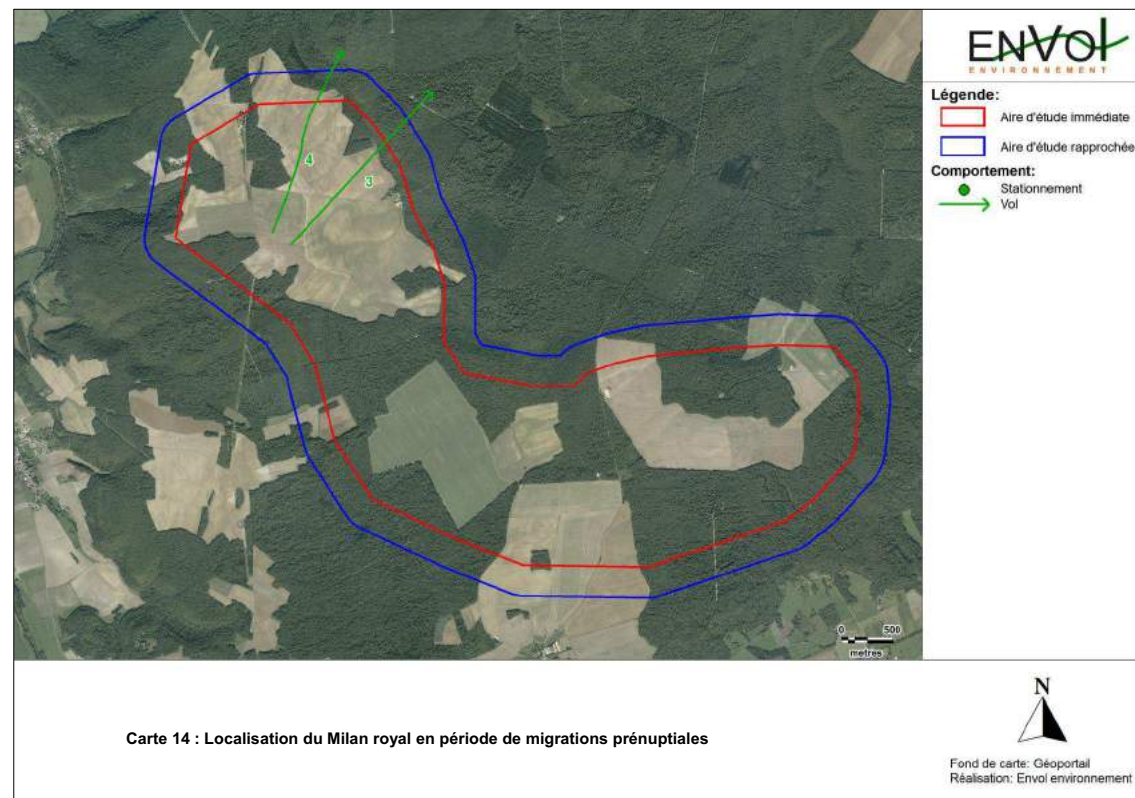 ENVOL
ENVIRONNEMENT
Légende:
Aire d'étude immédiate
Aire d'étude rapprochée
Comportement:
Stationnement
Vol
4
3
0 500
metres
Carte 14 : Localisation du Milan royal en période de migrations prénuptiales
N
Fond de carte: Géoportail
Réalisation: Envol environnement